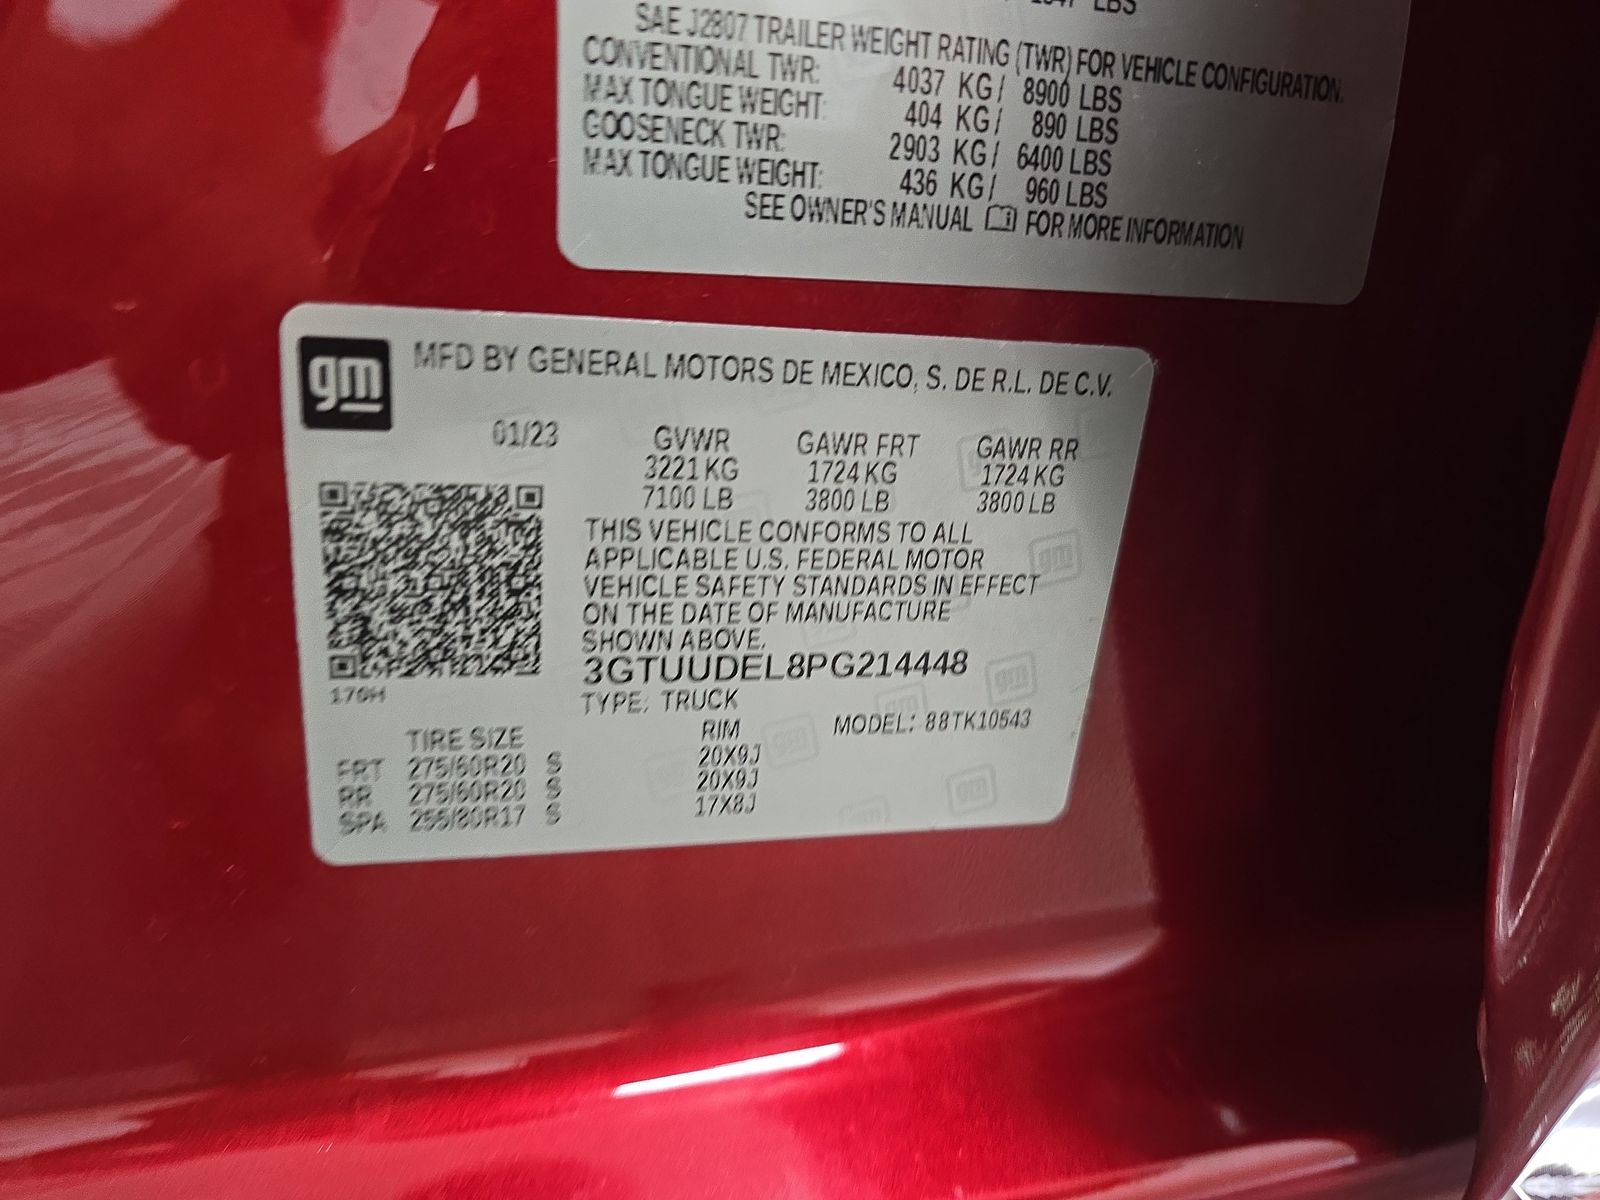 LBS
SAE J2807 TRAILER WEIGHT RATING (TWR) FOR VEHICLE CONFIGURATION.
CONVENTIONAL TWR: 4037 KG / 8900 LBS
MAX TONGUE WEIGHT: 404 KG / 890 LBS
GOOSENECK TWR: 2903 KG / 6400 LBS
MAX TONGUE WEIGHT: 436 KG / 960 LBS
SEE OWNER'S MANUAL FOR MORE INFORMATION
gm MFD BY GENERAL MOTORS DE MEXICO, S. DE R.L. DE C.V.
01/23 GVWR GAWR FRT GAWR RR
3221 KG 1724 KG 1724 KG
7100 LB 3800 LB 3800 LB
THIS VEHICLE CONFORMS TO ALL
APPLICABLE U.S. FEDERAL MOTOR
VEHICLE SAFETY STANDARDS IN EFFECT
ON THE DATE OF MANUFACTURE
SHOWN ABOVE.
3GTUUDEL8PG214448
170H
TYPE: TRUCK
TIRE SIZE RIM MODEL: 88TK10543
FRT 275/60R20 S 20X9J
RR 275/60R20 S 20X9J
SPA 255/80R17 S 17X8J